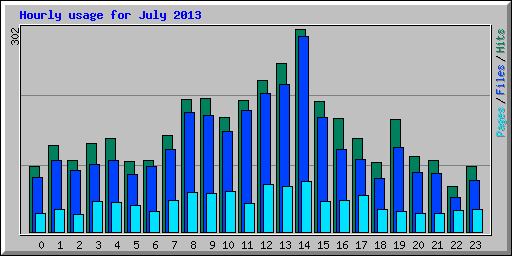 Hourly usage for July 2013
302
Pages/Files/Hits
0 1 2 3 4 5 6 7 8 9 10 11 12 13 14 15 16 17 18 19 20 21 22 23